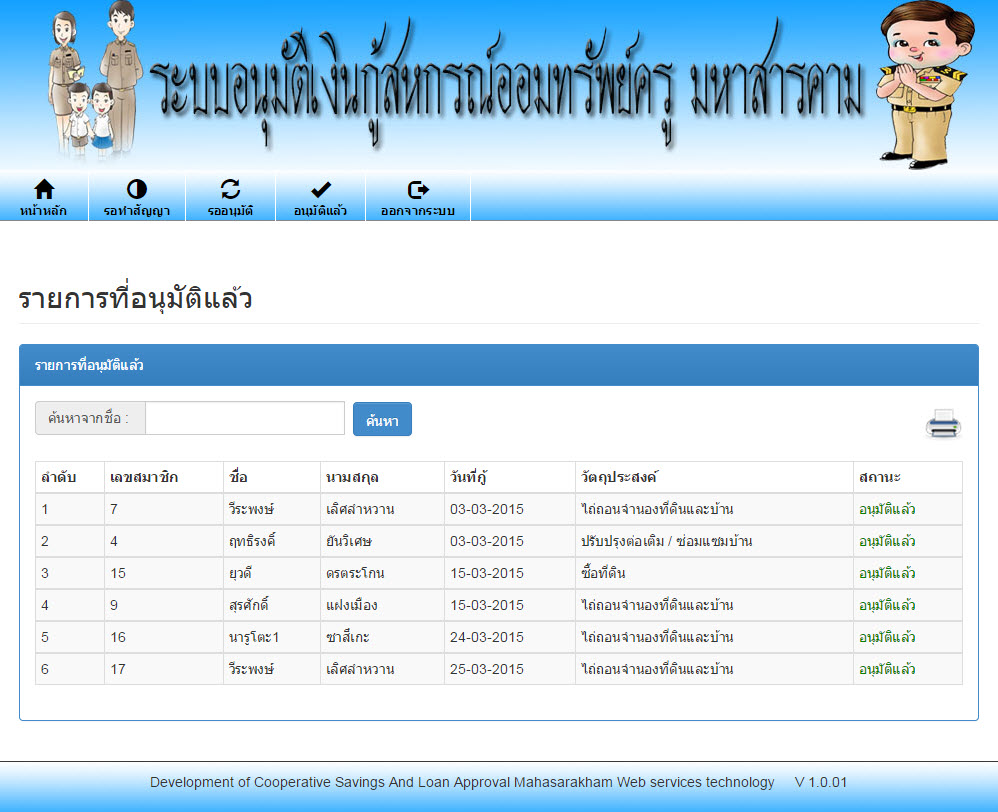 ระบบอนุมัติเงินกู้สหกรณ์ออมทรัพย์ครู มหาสารคาม
หน้าหลัก รอทำสัญญา รออนุมัติ อนุมัติแล้ว ออกจากระบบ
รายการที่อนุมัติแล้ว
รายการที่อนุมัติแล้ว
ค้นหาจากชื่อ : ค้นหา
ลำดับ เลขสมาชิก ชื่อ นามสกุล วันที่กู้ วัตถุประสงค์ สถานะ
1 7 วีระพงษ์ เลิศสำหวาน 03-03-2015 ไถ่ถอนจำนองที่ดินและบ้าน อนุมัติแล้ว
2 4 ฤทธิรงค์ ยันวิเศษ 03-03-2015 ปรับปรุงต่อเติม / ซ่อมแซมบ้าน อนุมัติแล้ว
3 15 ยุวดี ดรตระโกน 15-03-2015 ซื้อที่ดิน อนุมัติแล้ว
4 9 สุรศักดิ์ แฝงเมือง 15-03-2015 ไถ่ถอนจำนองที่ดินและบ้าน อนุมัติแล้ว
5 16 นารูโตะ1 ซาสึเกะ 24-03-2015 ไถ่ถอนจำนองที่ดินและบ้าน อนุมัติแล้ว
6 17 วีระพงษ์ เลิศสำหวาน 25-03-2015 ไถ่ถอนจำนองที่ดินและบ้าน อนุมัติแล้ว
Development of Cooperative Savings And Loan Approval Mahasarakham Web services technology V 1.0.01